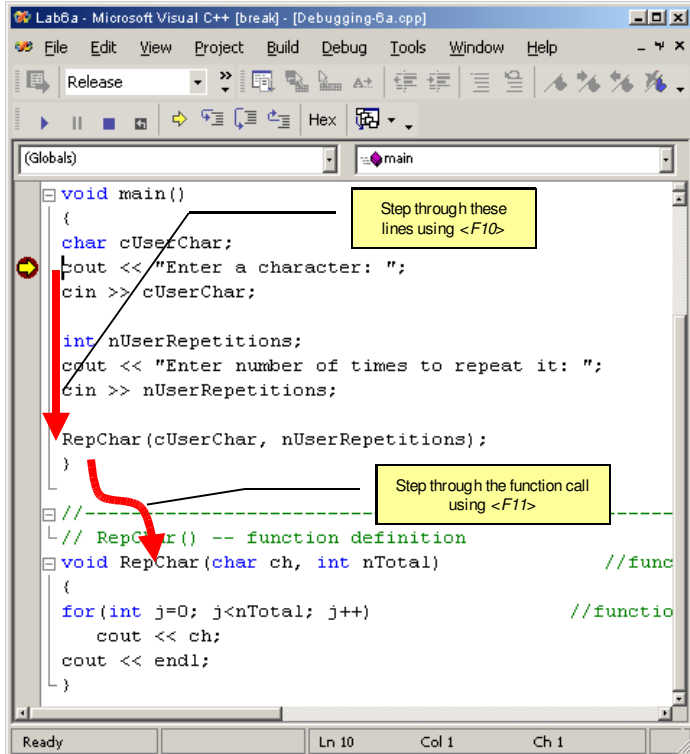 Lab6a - Microsoft Visual C++ [break] - [Debugging-6a.cpp]
File Edit View Project Build Debug Tools Window Help
Release
Hex
(Globals) main
void main()
{
char cUserChar;
cout << "Enter a character: ";
cin >> cUserChar;
int nUserRepetitions;
cout << "Enter number of times to repeat it: ";
cin >> nUserRepetitions;
RepChar(cUserChar, nUserRepetitions);
}
Step through these
lines using <F10>
Step through the function call
using <F11>
//---------------------------------------------------------
// RepChar() -- function definition
void RepChar(char ch, int nTotal) //func
{
for(int j=0; j<nTotal; j++) //functio
cout << ch;
cout << endl;
}
Ready Ln 10 Col 1 Ch 1